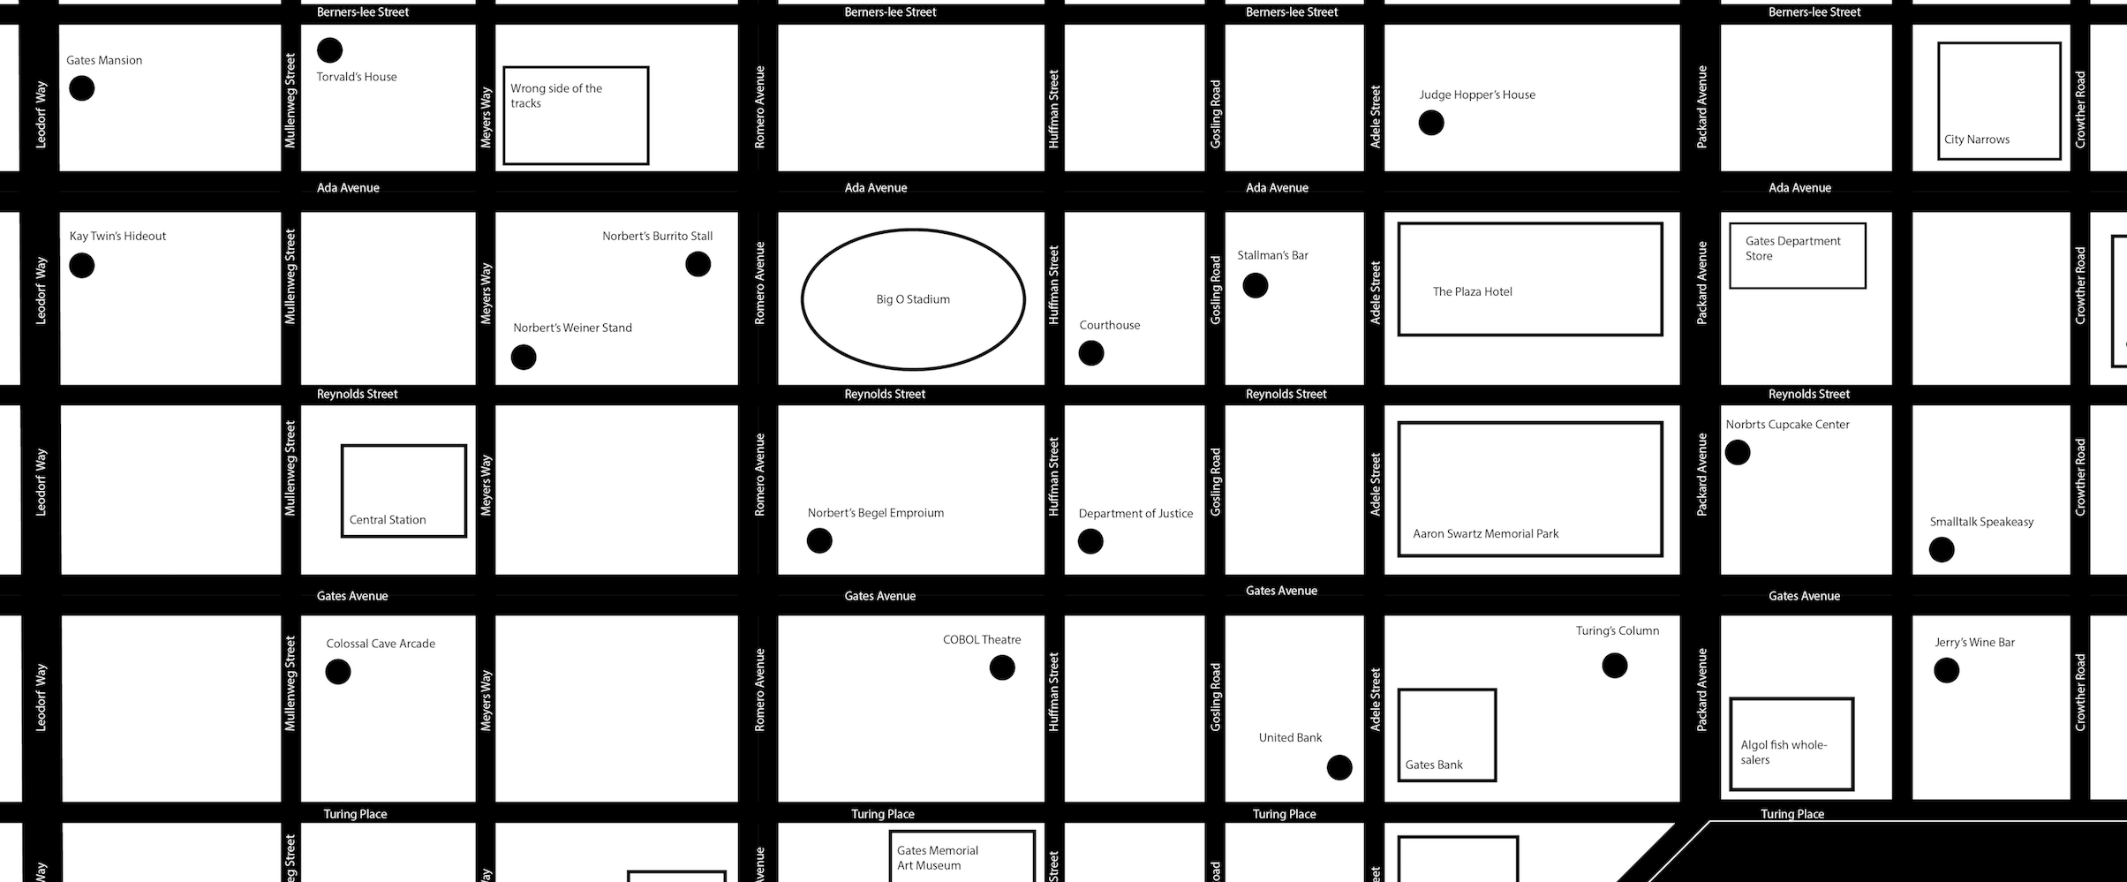 Berners-lee Street
Berners-lee Street
Berners-lee Street
Berners-lee Street
Leodorf Way
Gates Mansion
Mullenweg Street
Torvald's House
Meyers Way
Wrong side of the
tracks
Romero Avenue
Huffman Street
Gosling Road
Adele Street
Judge Hopper's House
Packard Avenue
City Narrows
Crowther Road
Ada Avenue
Ada Avenue
Ada Avenue
Ada Avenue
Leodorf Way
Kay Twin's Hideout
Mullenweg Street
Meyers Way
Norbert's Burrito Stall
Norbert's Weiner Stand
Romero Avenue
Big O Stadium
Huffman Street
Courthouse
Gosling Road
Stallman's Bar
Adele Street
The Plaza Hotel
Packard Avenue
Gates Department
Store
Crowther Road
Reynolds Street
Reynolds Street
Reynolds Street
Reynolds Street
Leodorf Way
Mullenweg Street
Central Station
Meyers Way
Romero Avenue
Norbert's Begel Emproium
Huffman Street
Department of Justice
Gosling Road
Adele Street
Aaron Swartz Memorial Park
Packard Avenue
Norbrts Cupcake Center
Smalltalk Speakeasy
Crowther Road
Gates Avenue
Gates Avenue
Gates Avenue
Gates Avenue
Leodorf Way
Mullenweg Street
Colossal Cave Arcade
Meyers Way
Romero Avenue
COBOL Theatre
Huffman Street
Gosling Road
United Bank
Adele Street
Gates Bank
Turing's Column
Packard Avenue
Algol fish whole-
salers
Jerry's Wine Bar
Crowther Road
Turing Place
Turing Place
Turing Place
Turing Place
Way
eg Street
ay
venue
Gates Memorial
Art Museum
Street
oad
eet